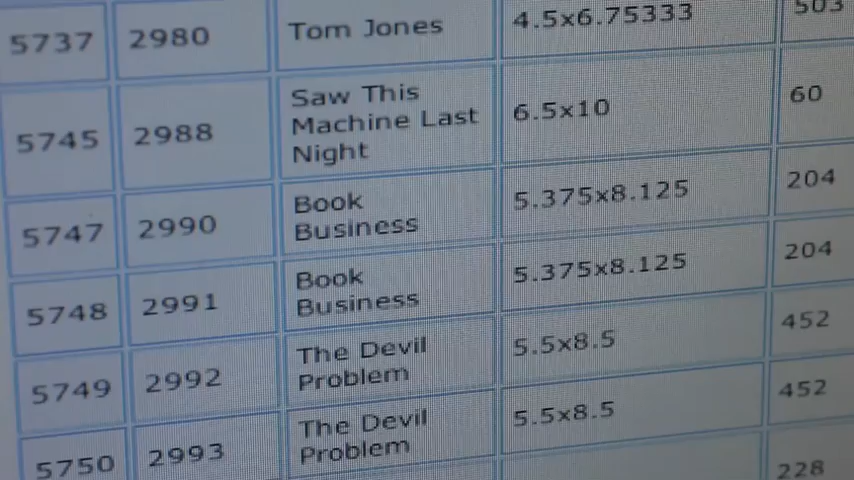 5737 2980 Tom Jones 4.5x6.75333 503
5745 2988 Saw This
Machine Last
Night 6.5x10 60
5747 2990 Book
Business 5.375x8.125 204
5748 2991 Book
Business 5.375x8.125 204
5749 2992 The Devil
Problem 5.5x8.5 452
5750 2993 The Devil
Problem 5.5x8.5 452
228